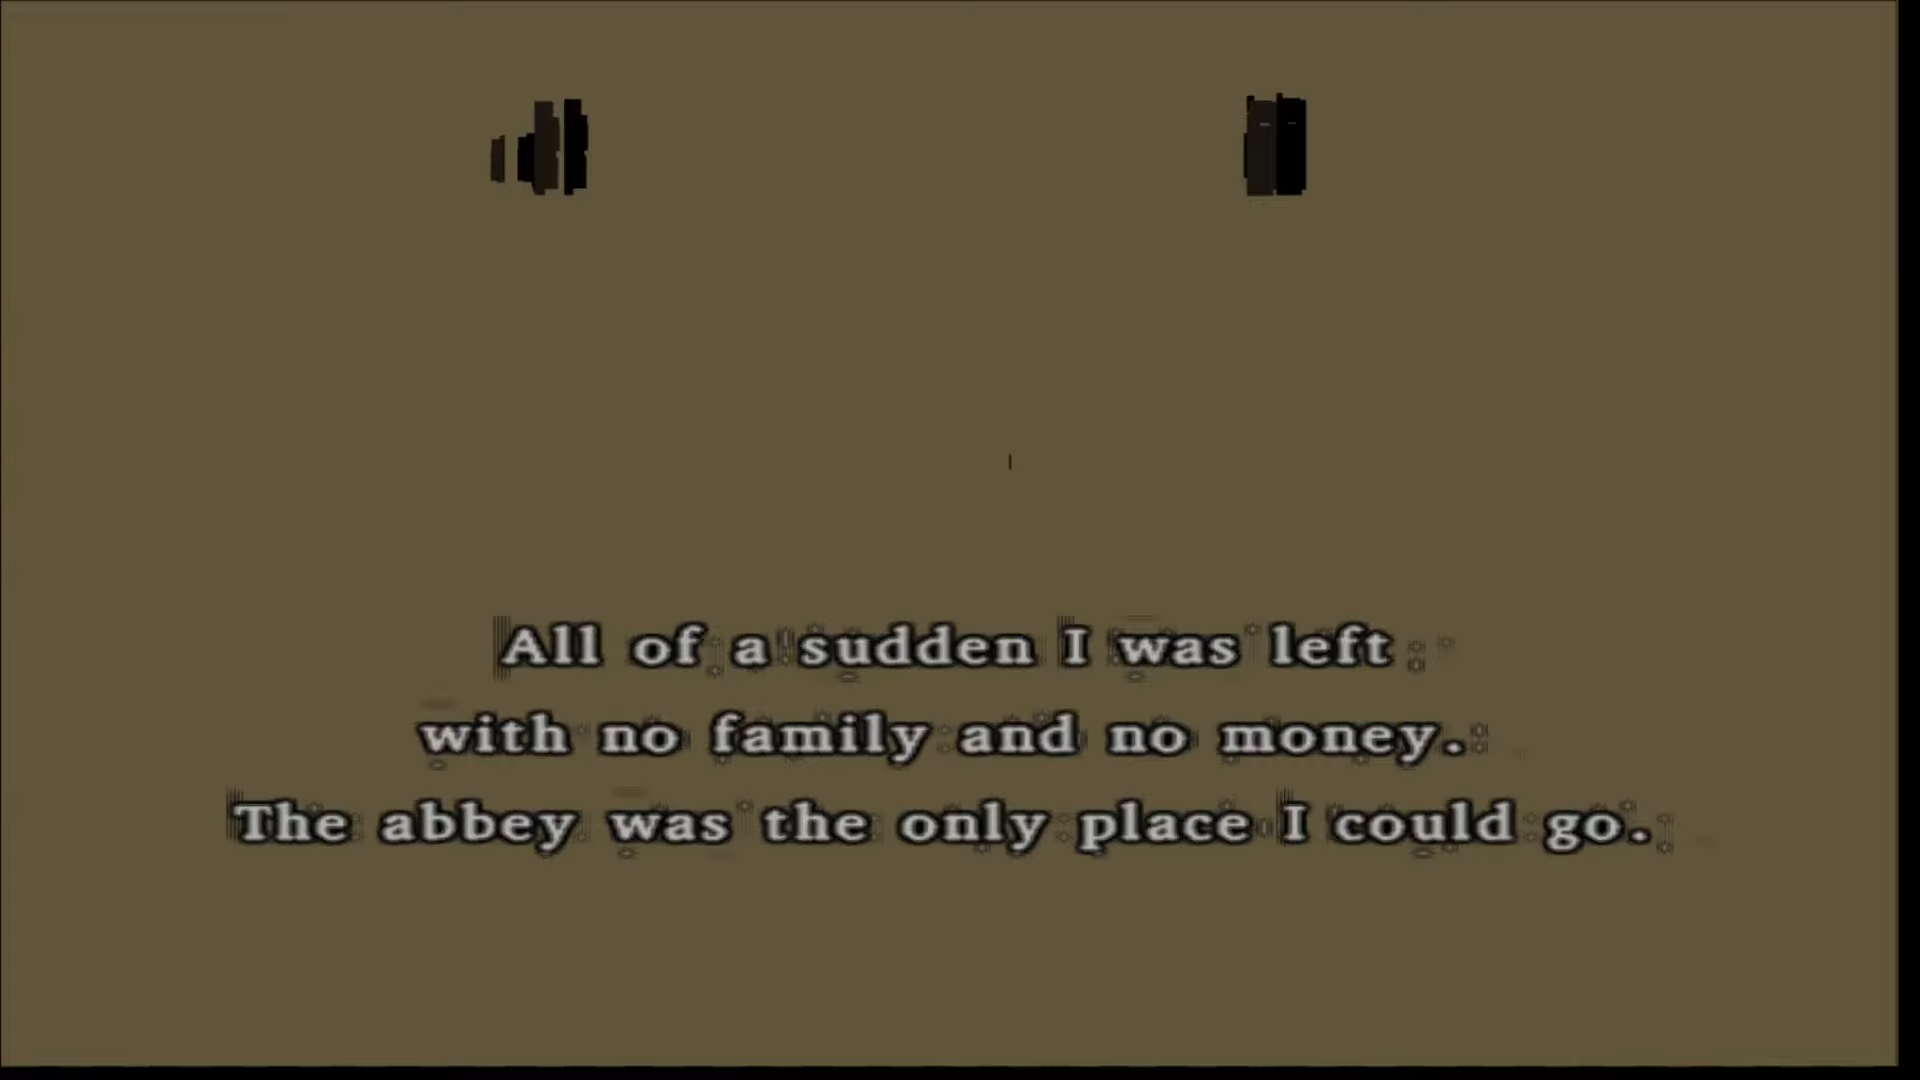 All of a sudden I was left
with no family and no money.
The abbey was the only place I could go.